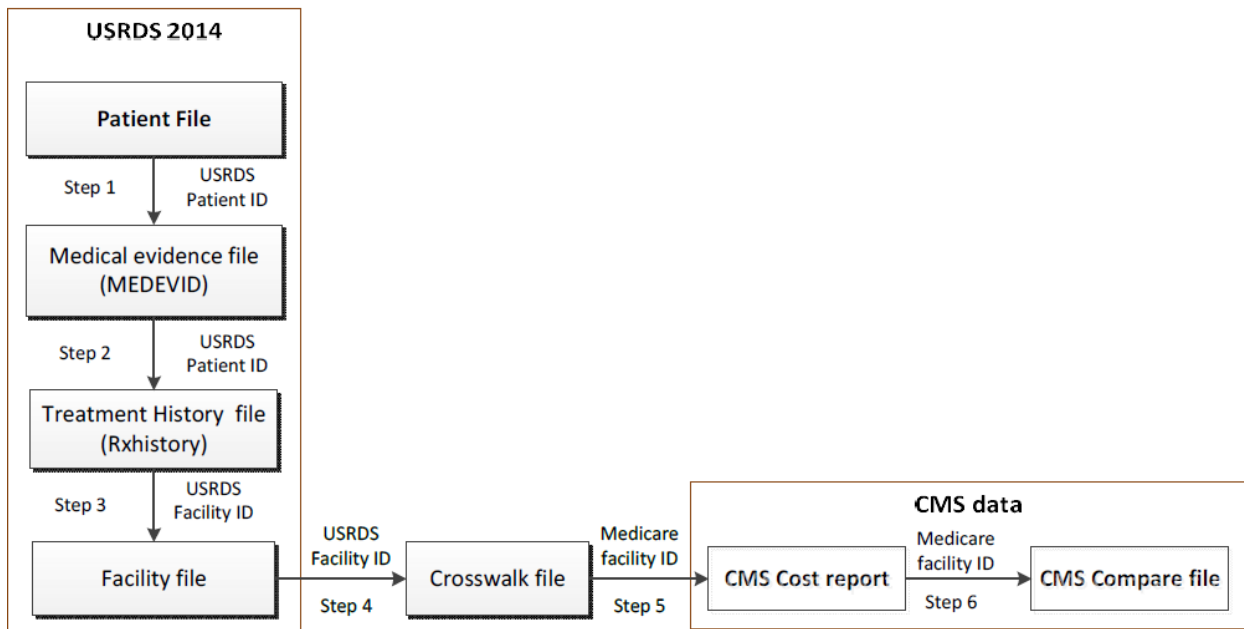 USRDS 2014
Patient File
Step 1
USRDS
Patient ID
Medical evidence file
(MEDEVID)
Step 2
USRDS
Patient ID
Treatment History file
(Rxhistory)
Step 3
USRDS
Facility ID
Facility file
USRDS
Facility ID
Step 4
Crosswalk file
Medicare
facility ID
Step 5
CMS data
CMS Cost report
Medicare
facility ID
Step 6
CMS Compare file